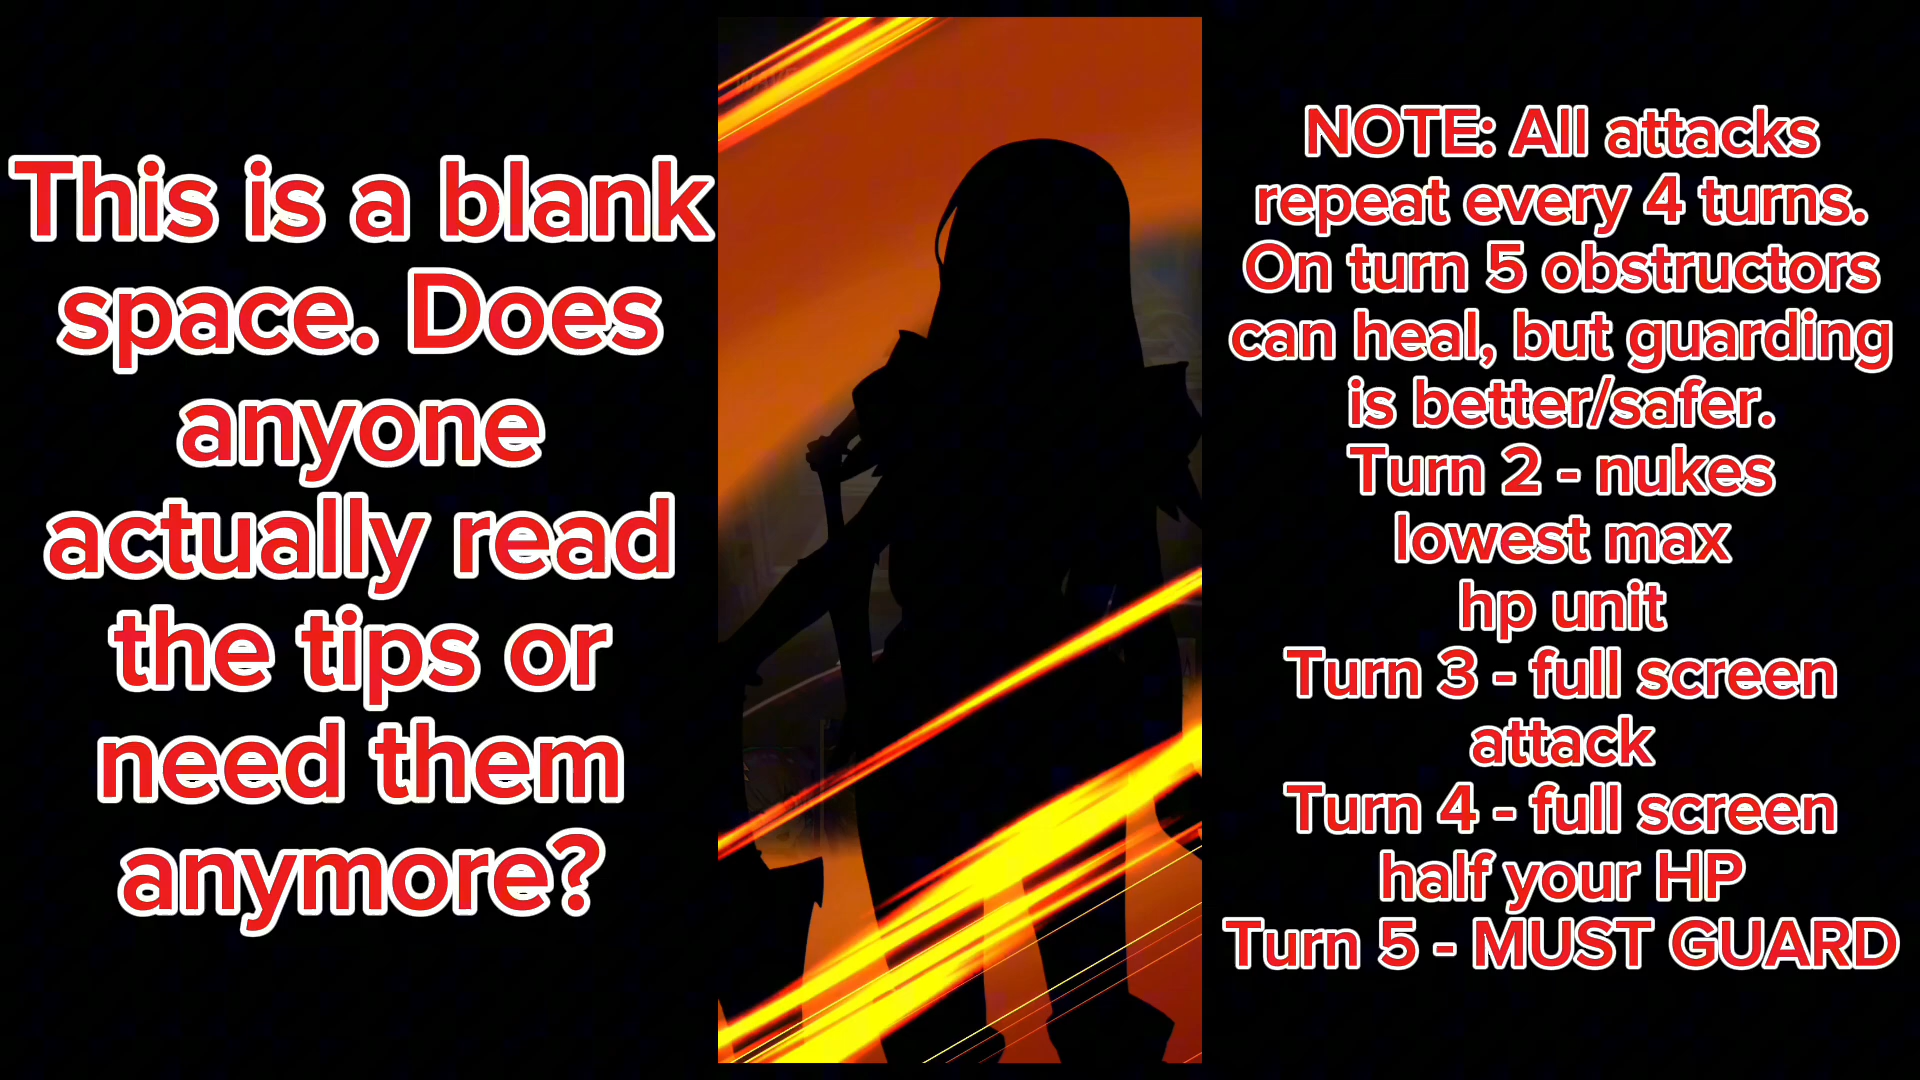 This is a blank
space. Does
anyone
actually read
the tips or
need them
anymore?
NOTE: All attacks
repeat every 4 turns.
On turn 5 obstructors
can heal, but guarding
is better/safer.
Turn 2 - nukes
lowest max
hp unit
Turn 3 - full screen
attack
Turn 4 - full screen
half your HP
Turn 5 - MUST GUARD